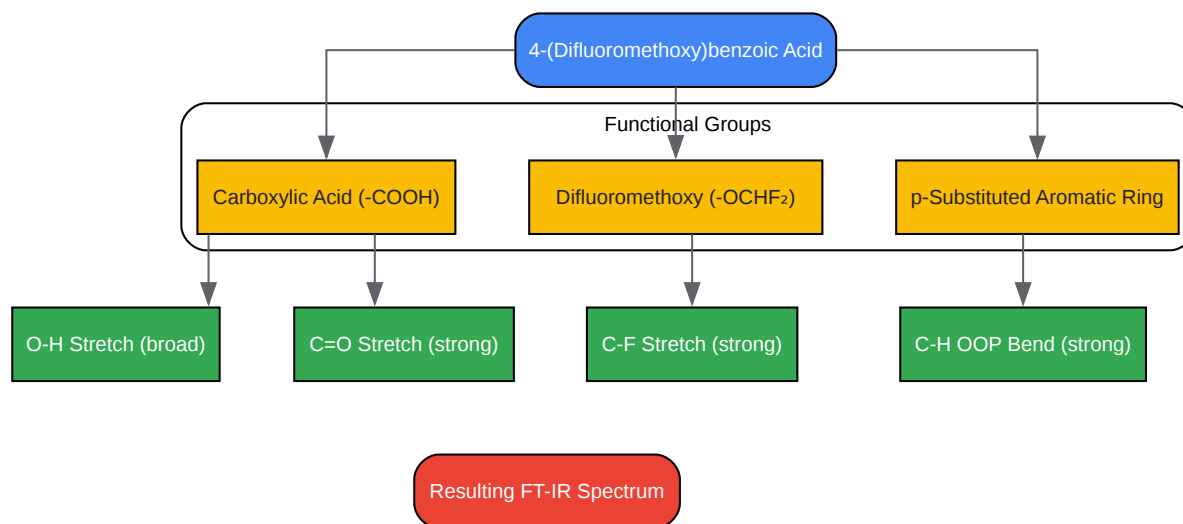 4-(Difluoromethoxy)benzoic Acid
Functional Groups
Carboxylic Acid (-COOH)
Difluoromethoxy (-OCHF₂)
p-Substituted Aromatic Ring
O-H Stretch (broad)
C=O Stretch (strong)
C-F Stretch (strong)
C-H OOP Bend (strong)
Resulting FT-IR Spectrum